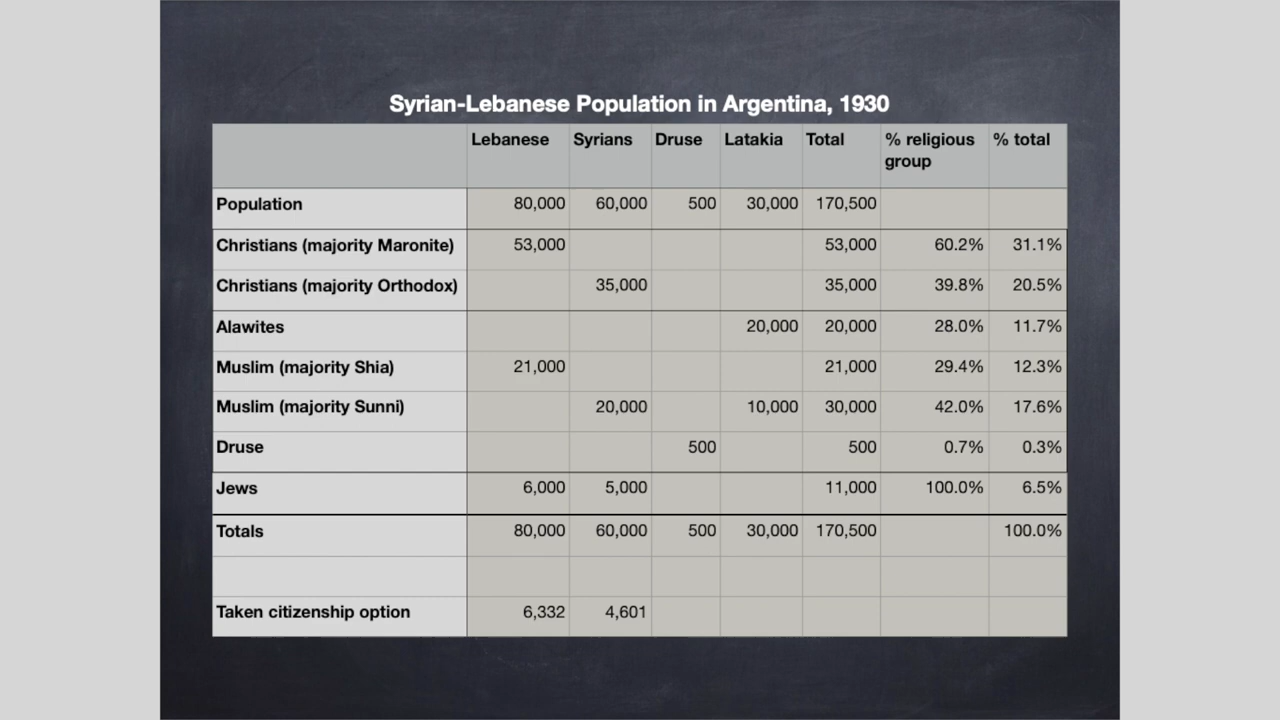 Syrian-Lebanese Population in Argentina, 1930
Lebanese Syrians Druse Latakia Total % religious group % total
Population 80,000 60,000 500 30,000 170,500
Christians (majority Maronite) 53,000 53,000 60.2% 31.1%
Christians (majority Orthodox) 35,000 35,000 39.8% 20.5%
Alawites 20,000 20,000 28.0% 11.7%
Muslim (majority Shia) 21,000 21,000 29.4% 12.3%
Muslim (majority Sunni) 20,000 10,000 30,000 42.0% 17.6%
Druse 500 500 0.7% 0.3%
Jews 6,000 5,000 11,000 100.0% 6.5%
Totals 80,000 60,000 500 30,000 170,500 100.0%
Taken citizenship option 6,332 4,601